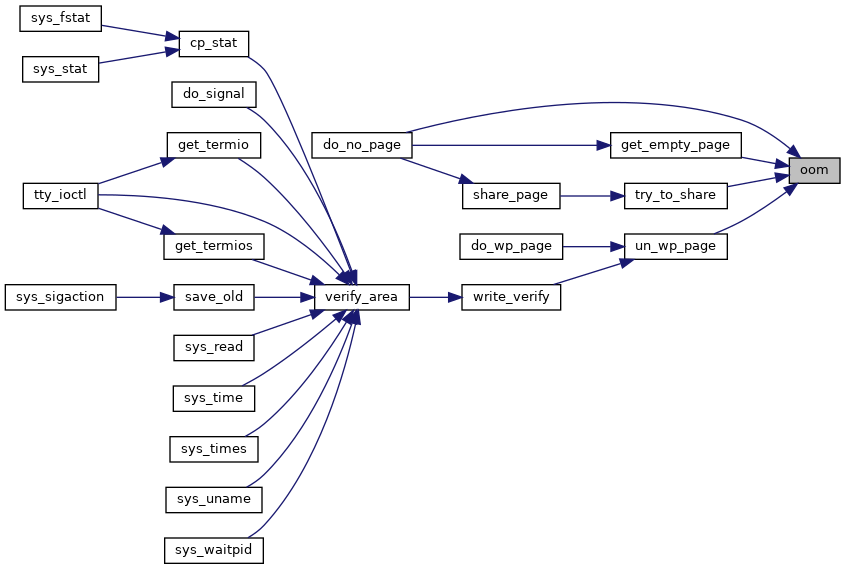 sys_fstat
cp_stat
sys_stat
do_signal
get_termio
do_no_page
get_empty_page
oom
tty_ioctl
share_page
try_to_share
get_termios
do_wp_page
un_wp_page
sys_sigaction
save_old
verify_area
write_verify
sys_read
sys_time
sys_times
sys_uname
sys_waitpid